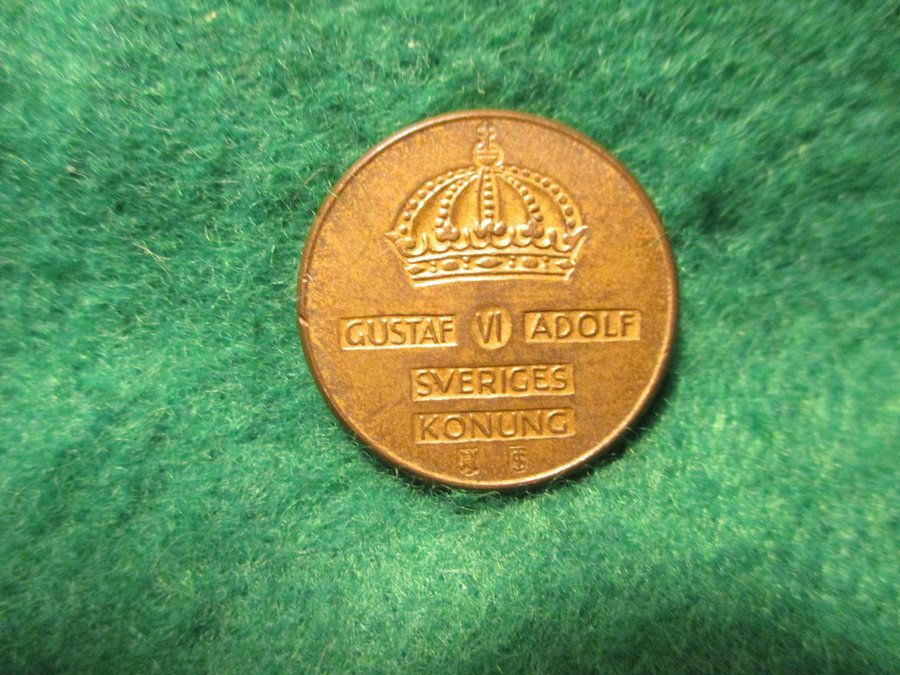 GUSTAF VI ADOLF
SVERIGES
KONUNG